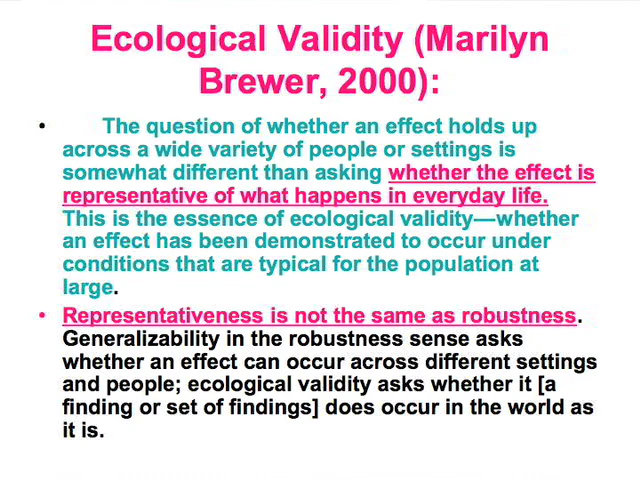 Ecological Validity (Marilyn
Brewer, 2000):
• The question of whether an effect holds up
across a wide variety of people or settings is
somewhat different than asking whether the effect is
representative of what happens in everyday life.
This is the essence of ecological validity—whether
an effect has been demonstrated to occur under
conditions that are typical for the population at
large.
• Representativeness is not the same as robustness.
Generalizability in the robustness sense asks
whether an effect can occur across different settings
and people; ecological validity asks whether it [a
finding or set of findings] does occur in the world as
it is.